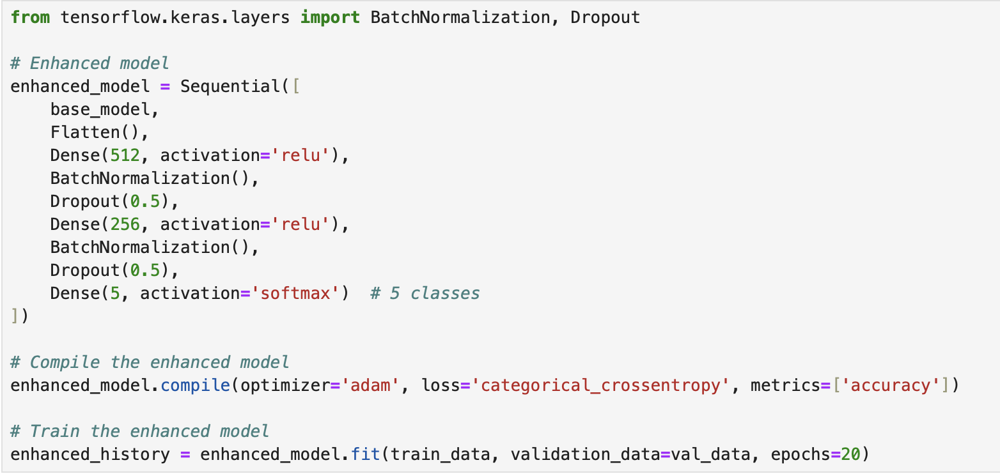 from tensorflow.keras.layers import BatchNormalization, Dropout

# Enhanced model
enhanced_model = Sequential([
    base_model,
    Flatten(),
    Dense(512, activation='relu'),
    BatchNormalization(),
    Dropout(0.5),
    Dense(256, activation='relu'),
    BatchNormalization(),
    Dropout(0.5),
    Dense(5, activation='softmax')  # 5 classes
])

# Compile the enhanced model
enhanced_model.compile(optimizer='adam', loss='categorical_crossentropy', metrics=['accuracy'])

# Train the enhanced model
enhanced_history = enhanced_model.fit(train_data, validation_data=val_data, epochs=20)